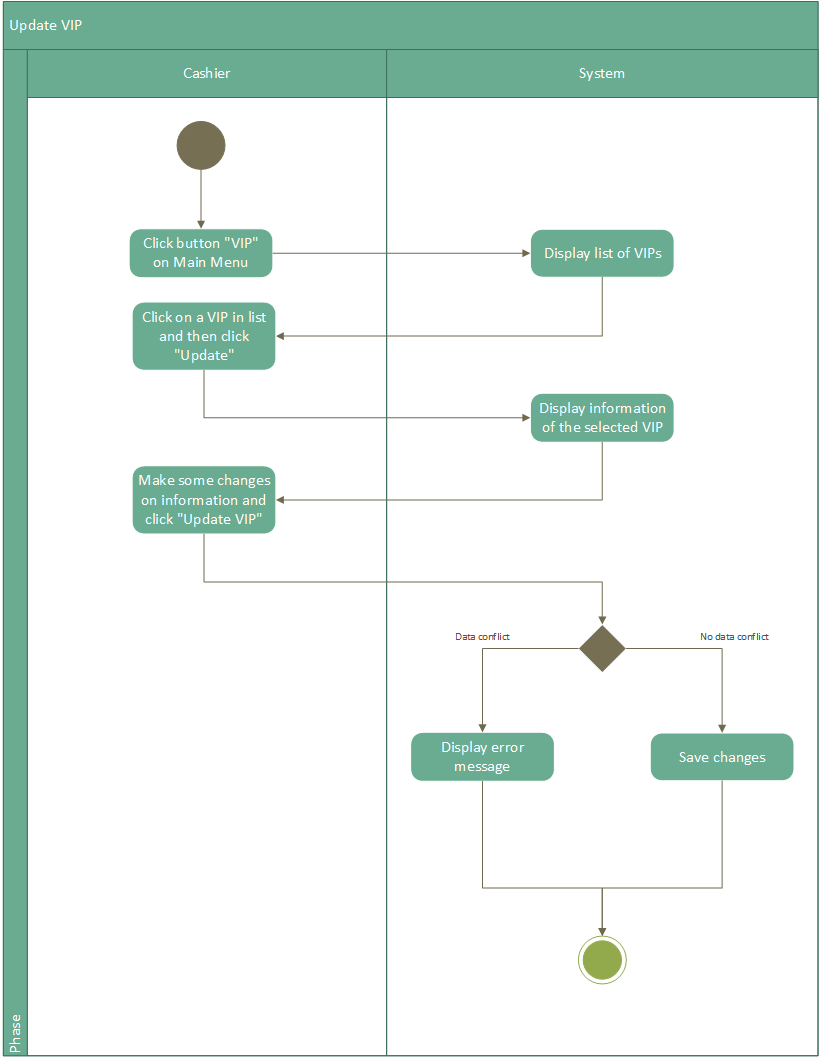 Update VIP
Cashier
System
Click button "VIP"
on Main Menu
Display list of VIPs
Click on a VIP in list
and then click
"Update"
Display information
of the selected VIP
Make some changes
on information and
click "Update VIP"
Data conflict
No data conflict
Display error
message
Save changes
Phase